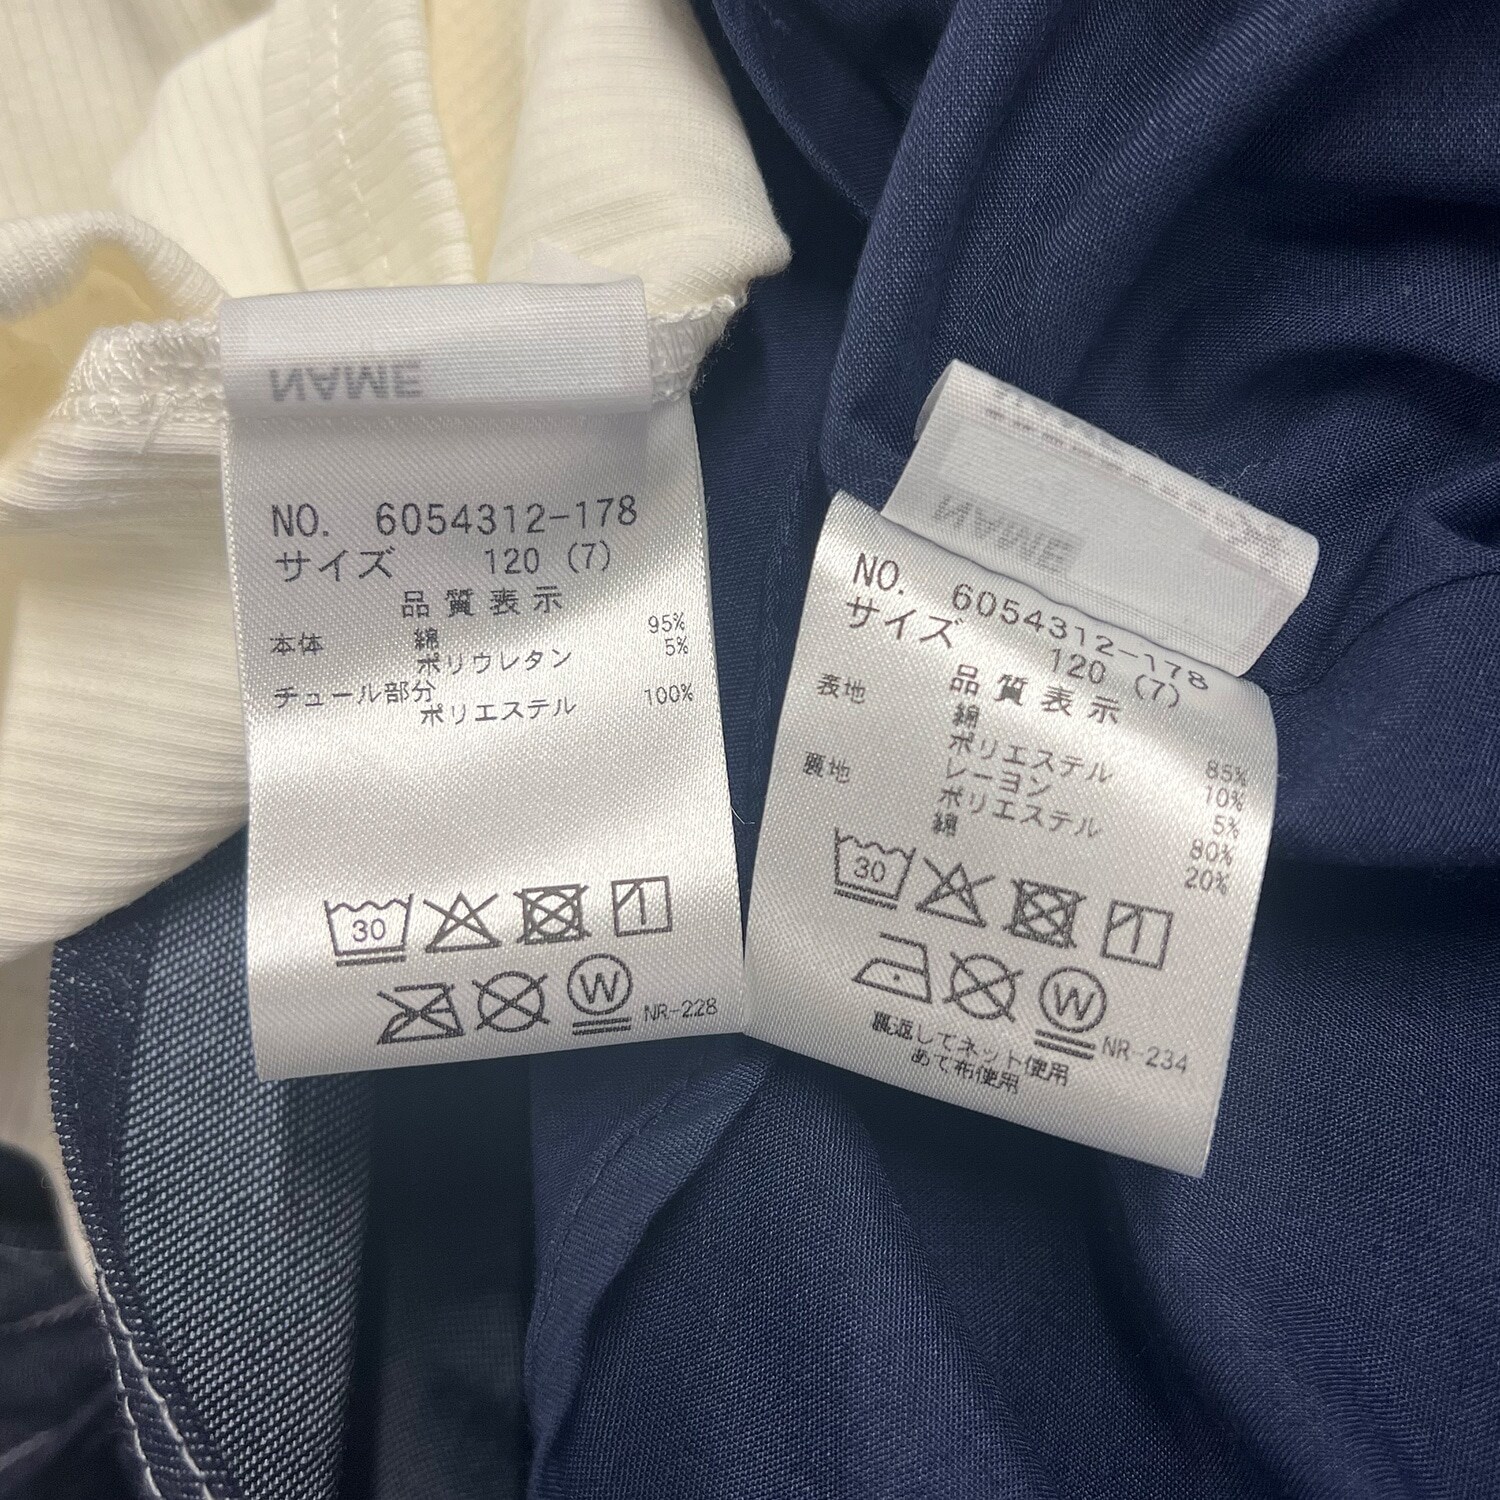 NAME
NO. 6054312-178
サイズ 120 (7)
品質表示
本体 綿 95%
ポリウレタン 5%
チュール部分
ポリエステル 100%
30
W NR-228
NAME
NO. 6054312-178
サイズ 120 (7)
品質表示
表地 綿 85%
ポリエステル 10%
レーヨン 5%
裏地 ポリエステル 80%
綿 20%
30
W NR-234
裏返してネット使用
あて布使用